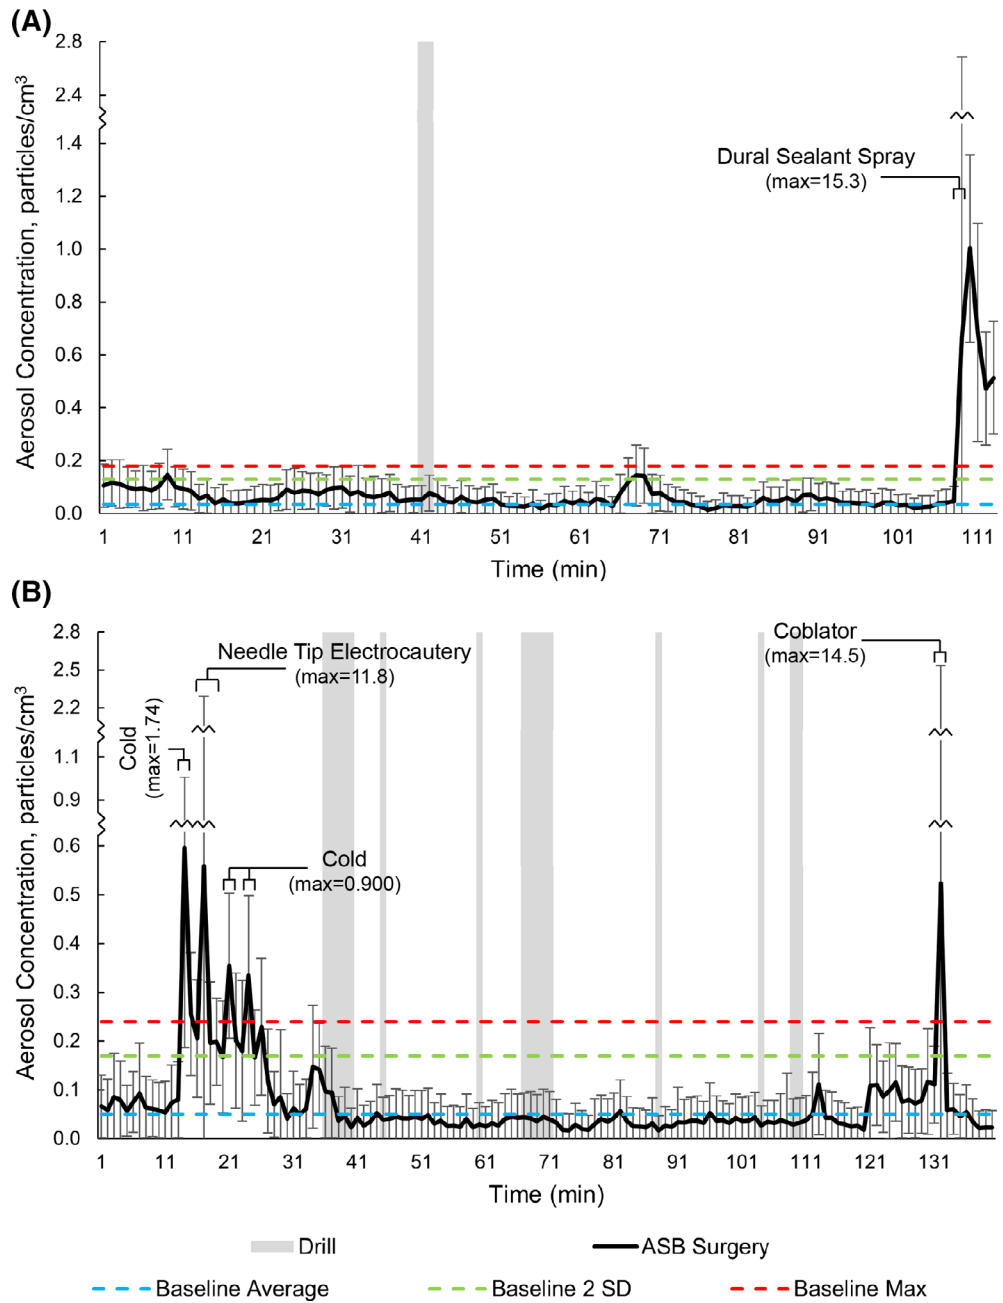 (A)
Aerosol Concentration, particles/cm³
2.8
2.4
1.4
1.2
1.0
0.8
0.6
0.4
0.2
0.0
Dural Sealant Spray
(max=15.3)
1 11 21 31 41 51 61 71 81 91 101 111
Time (min)
(B)
Aerosol Concentration, particles/cm³
2.8
2.5
2.2
1.1
0.9
0.6
0.5
0.4
0.3
0.2
0.1
0.0
Cold
(max=1.74)
Needle Tip Electrocautery
(max=11.8)
Cold
(max=0.900)
Coblator
(max=14.5)
1 11 21 31 41 51 61 71 81 91 101 111 121 131
Time (min)
Drill ASB Surgery
Baseline Average Baseline 2 SD Baseline Max